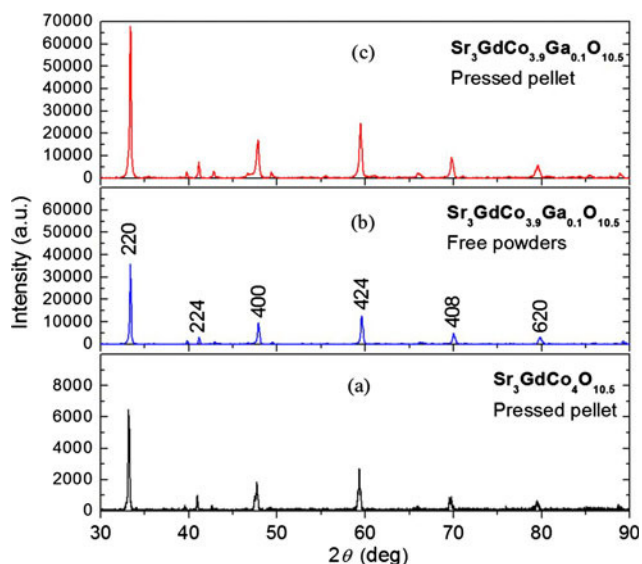 70000
60000
50000
40000
30000
20000
10000
0
(c)
Sr₃GdCo₃.₉Ga₀.₁O₁₀.₅
Pressed pellet
60000
50000
40000
30000
20000
10000
0
(b)
Sr₃GdCo₃.₉Ga₀.₁O₁₀.₅
Free powders
220
224
400
424
408
620
Intensity (a.u.)
8000
6000
4000
2000
0
(a)
Sr₃GdCo₄O₁₀.₅
Pressed pellet
30 40 50 60 70 80 90
2θ (deg)